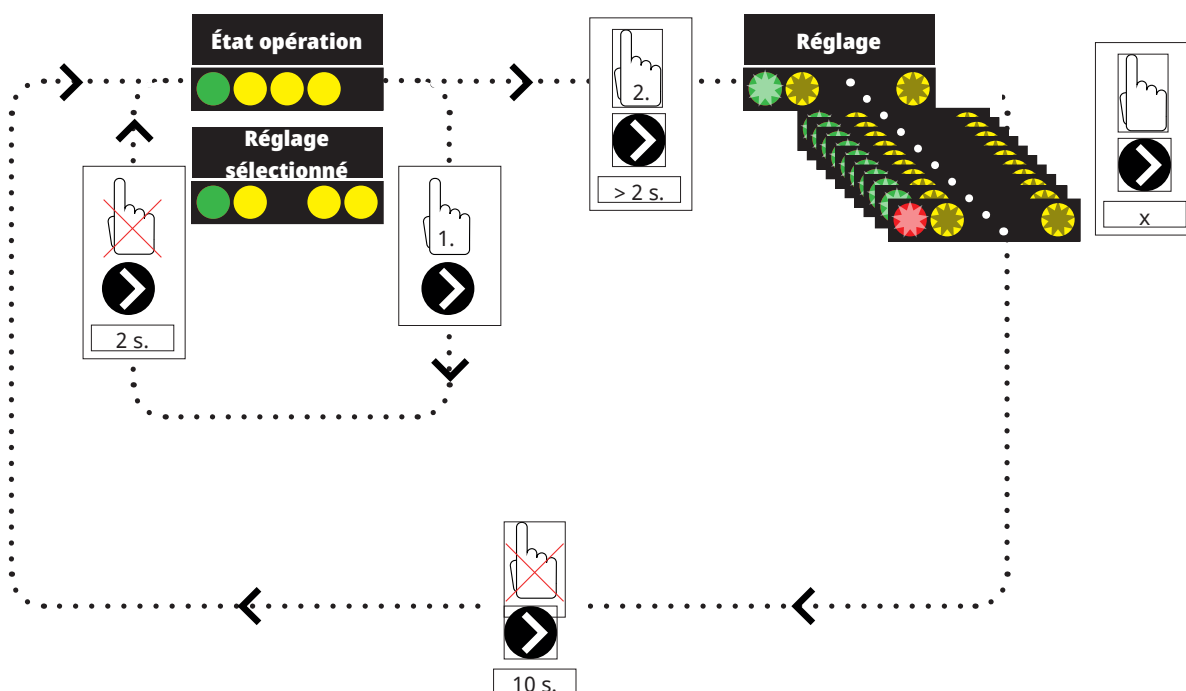 État opération
Réglage
sélectionné
2 s.
1.
2.
> 2 s.
Réglage
x
10 s.